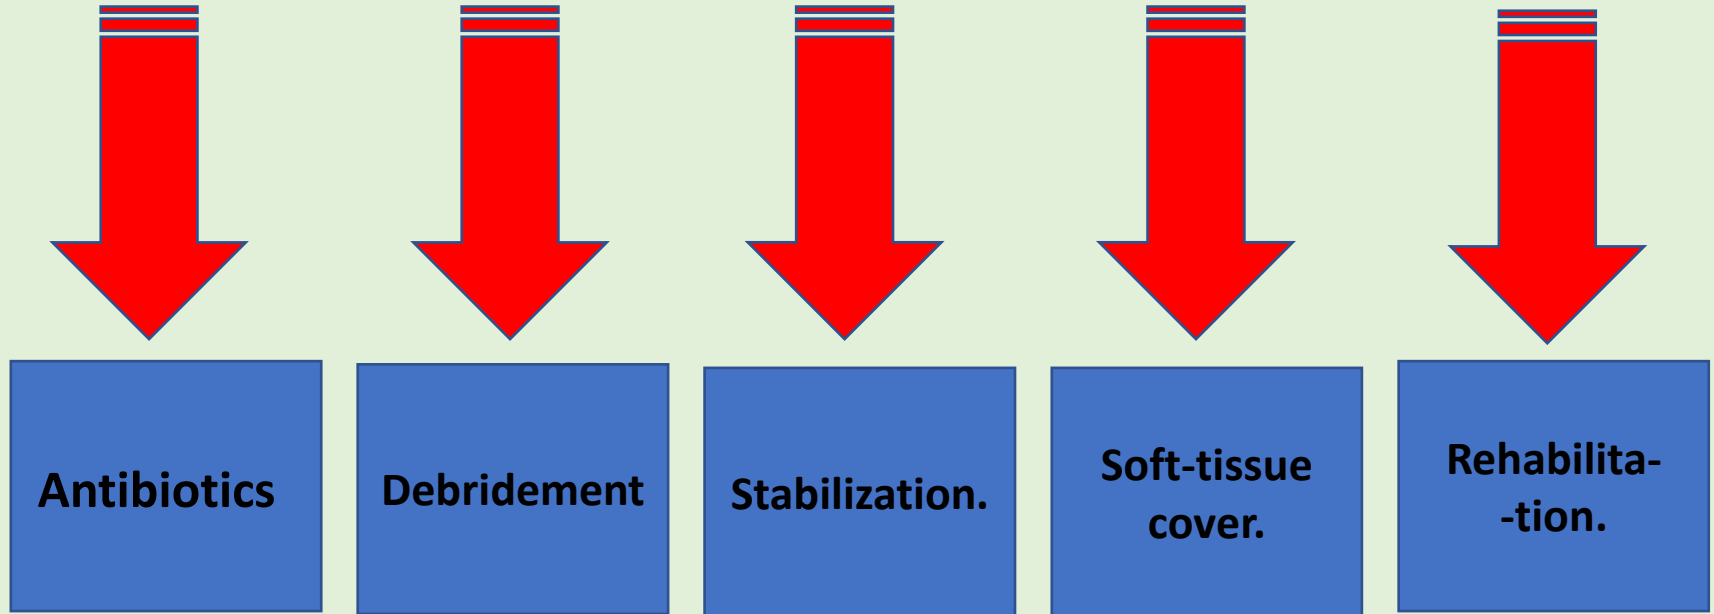 Antibiotics
Debridement
Stabilization.
Soft-tissue
cover.
Rehabilita-
-tion.